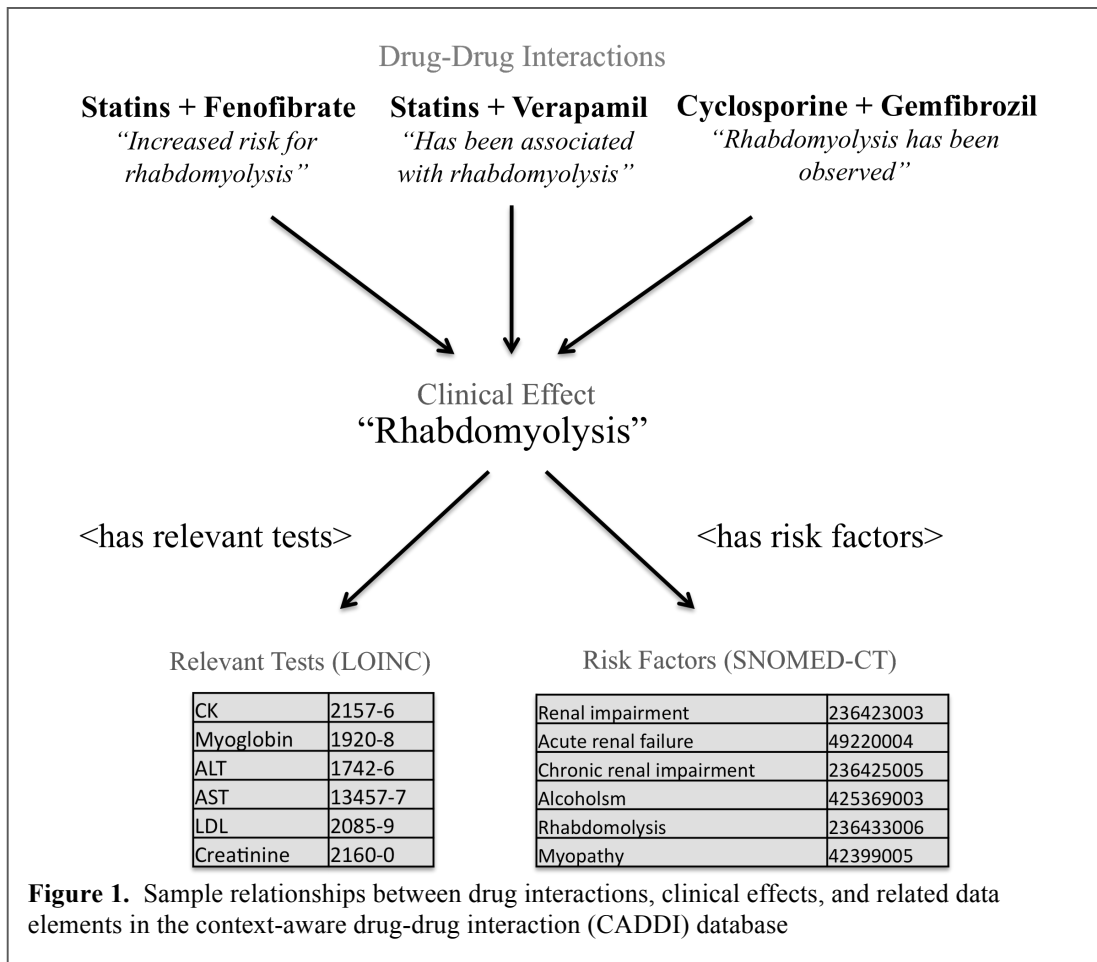 Drug-Drug Interactions
Statins + Fenofibrate
“Increased risk for
rhabdomyolysis”
Statins + Verapamil
“Has been associated
with rhabdomyolysis”
Cyclosporine + Gemfibrozil
“Rhabdomyolysis has been
observed”
Clinical Effect
“Rhabdomyolysis”
<has relevant tests>
<has risk factors>
Relevant Tests (LOINC)
CK 2157-6
Myoglobin 1920-8
ALT 1742-6
AST 13457-7
LDL 2085-9
Creatinine 2160-0
Risk Factors (SNOMED-CT)
Renal impairment 236423003
Acute renal failure 49220004
Chronic renal impairment 236425005
Alcoholsm 425369003
Rhabdomolysis 236433006
Myopathy 42399005
Figure 1. Sample relationships between drug interactions, clinical effects, and related data
elements in the context-aware drug-drug interaction (CADDI) database